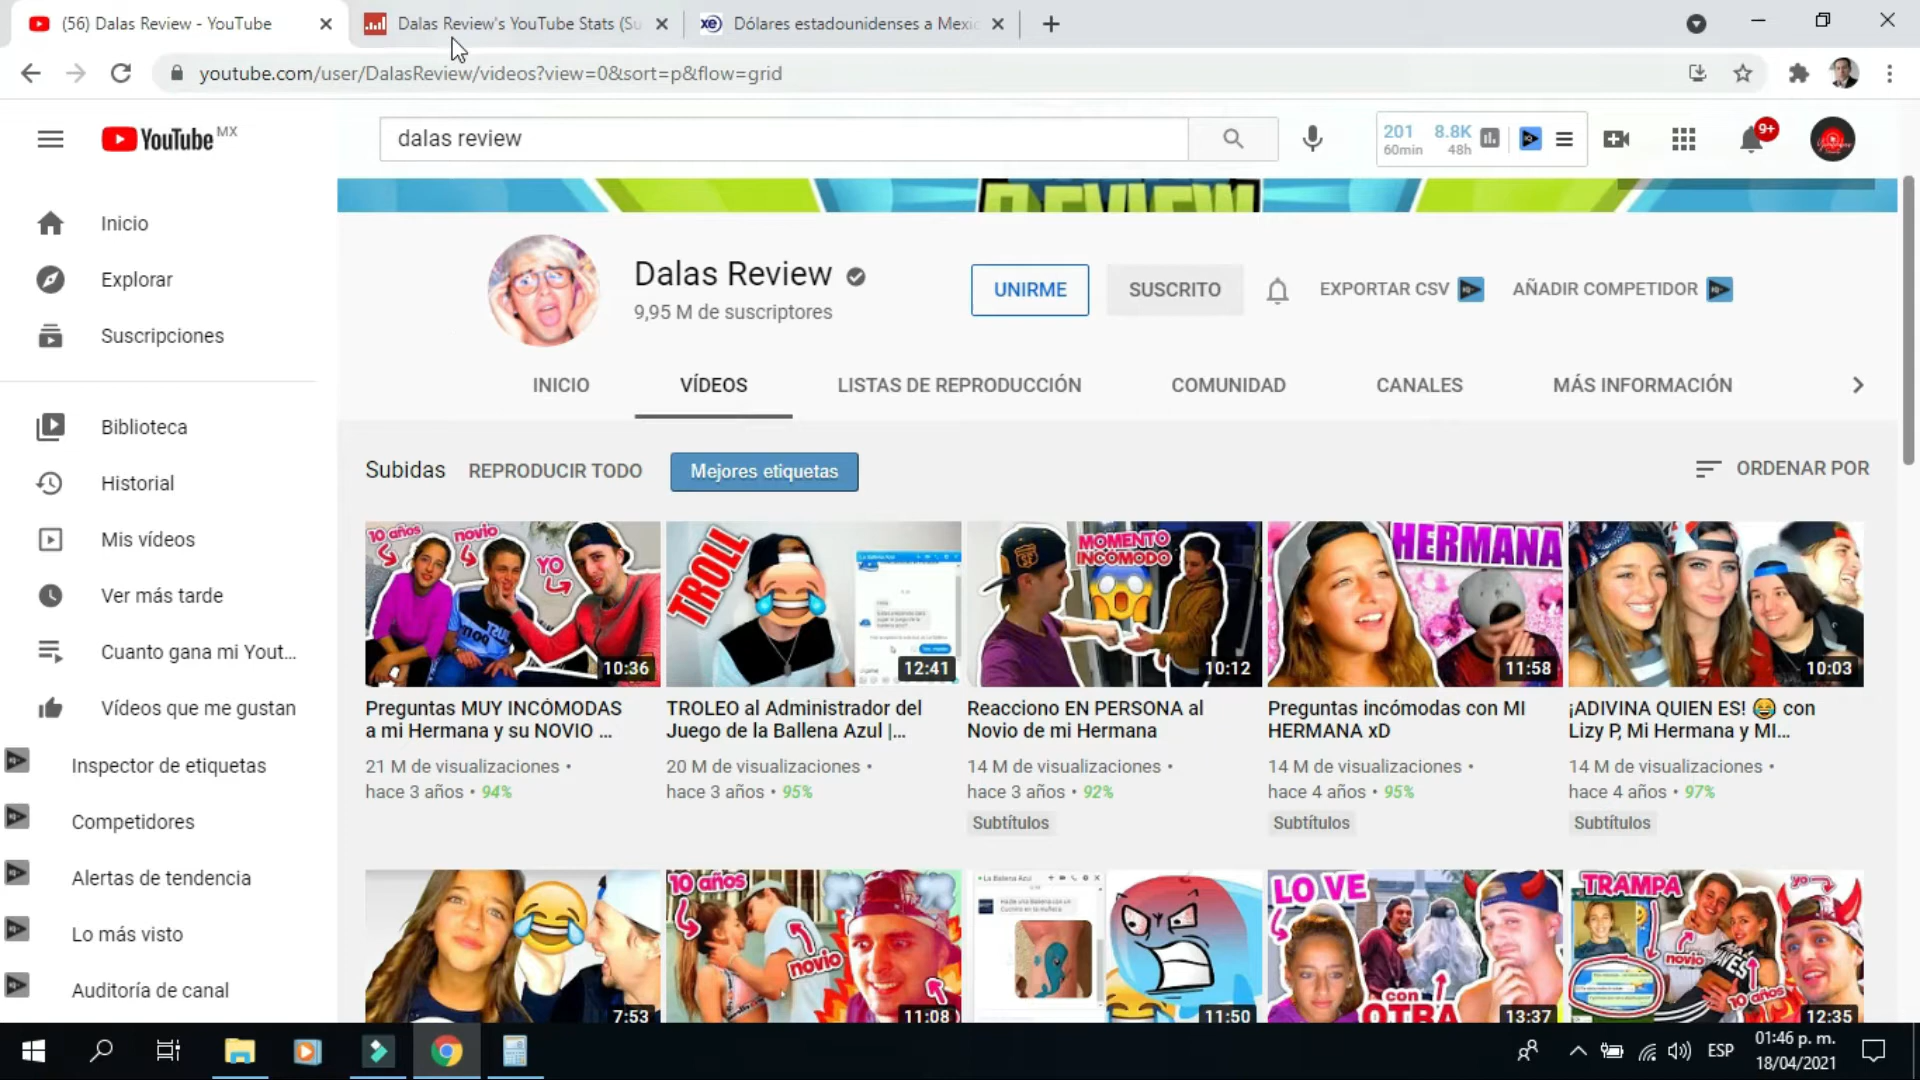 (56) Dalas Review - YouTube
Dalas Review's YouTube Stats (Su
Dólares estadounidenses a Mexic
youtube.com/user/DalasReview/videos?view=0&sort=p&flow=grid
YouTube MX
dalas review
201 8.8K
60min 48h
9+
REVIEW
Inicio
Explorar
Suscripciones
Biblioteca
Historial
Mis vídeos
Ver más tarde
Cuanto gana mi Yout...
Vídeos que me gustan
Inspector de etiquetas
Competidores
Alertas de tendencia
Lo más visto
Auditoría de canal
Dalas Review
9,95 M de suscriptores
UNIRME
SUSCRITO
EXPORTAR CSV
AÑADIR COMPETIDOR
INICIO
VÍDEOS
LISTAS DE REPRODUCCIÓN
COMUNIDAD
CANALES
MÁS INFORMACIÓN
Subidas
REPRODUCIR TODO
Mejores etiquetas
ORDENAR POR
10 años
novio
YO
10:36
TROLL
12:41
MOMENTO
INCÓMODO
10:12
HERMANA
11:58
10:03
Preguntas MUY INCÓMODAS
a mi Hermana y su NOVIO ...
21 M de visualizaciones •
hace 3 años • 94%
TROLEO al Administrador del
Juego de la Ballena Azul |...
20 M de visualizaciones •
hace 3 años • 95%
Reacciono EN PERSONA al
Novio de mi Hermana
14 M de visualizaciones •
hace 3 años • 92%
Subtítulos
Preguntas incómodas con MI
HERMANA xD
14 M de visualizaciones •
hace 4 años • 95%
Subtítulos
¡ADIVINA QUIEN ES! 😂 con
Lizy P, Mi Hermana y MI...
14 M de visualizaciones •
hace 4 años • 97%
Subtítulos
7:53
10 años
novio
11:08
La Ballena Azul
11:50
LO VE
con
OTRA
13:37
TRAMPA
yo
novio
10 años
12:35
ESP
01:46 p. m.
18/04/2021